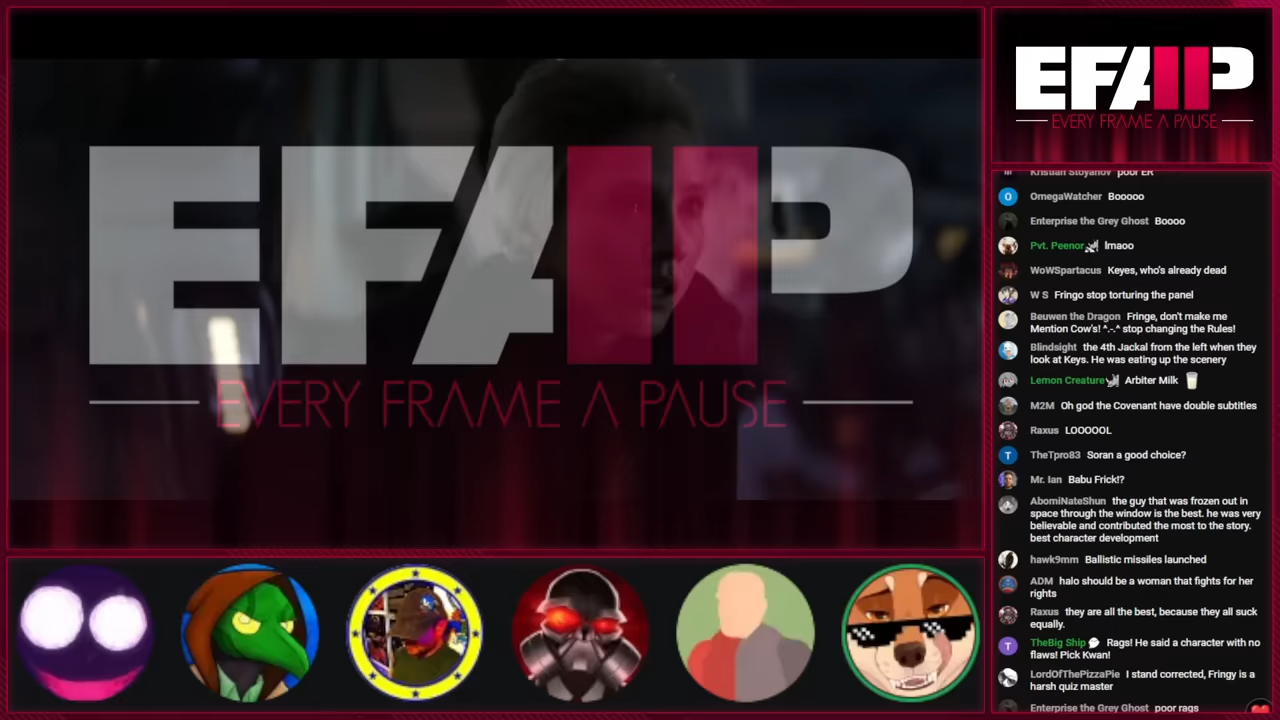 EFAP
EVERY FRAME A PAUSE
EFAP
EVERY FRAME A PAUSE
Kristian Stoyanov poor ER
O
OmegaWatcher Booooo
Enterprise the Grey Ghost Boooo
Pvt. Peenor lmaoo
WoWSpartacus Keyes, who's already dead
W S Fringo stop torturing the panel
Beuwen the Dragon Fringe, don't make me
Mention Cow's! ^.-.^ stop changing the Rules!
Blindsight the 4th Jackal from the left when they
look at Keys. He was eating up the scenery
Lemon Creature Arbiter Milk 🥛
M2M Oh god the Covenant have double subtitles
Raxus LOOOOOL
T
TheTpro83 Soran a good choice?
Mr. Ian Babu Frick!?
AbomiNateShun the guy that was frozen out in
space through the window is the best. he was very
believable and contributed the most to the story.
best character development
hawk9mm Ballistic missiles launched
ADM halo should be a woman that fights for her
rights
Raxus they are all the best, because they all suck
equally.
T
TheBig Ship Rags! He said a character with no
flaws! Pick Kwan!
LordOfThePizzaPie I stand corrected, Fringy is a
harsh quiz master
Enterprise the Grey Ghost poor rags